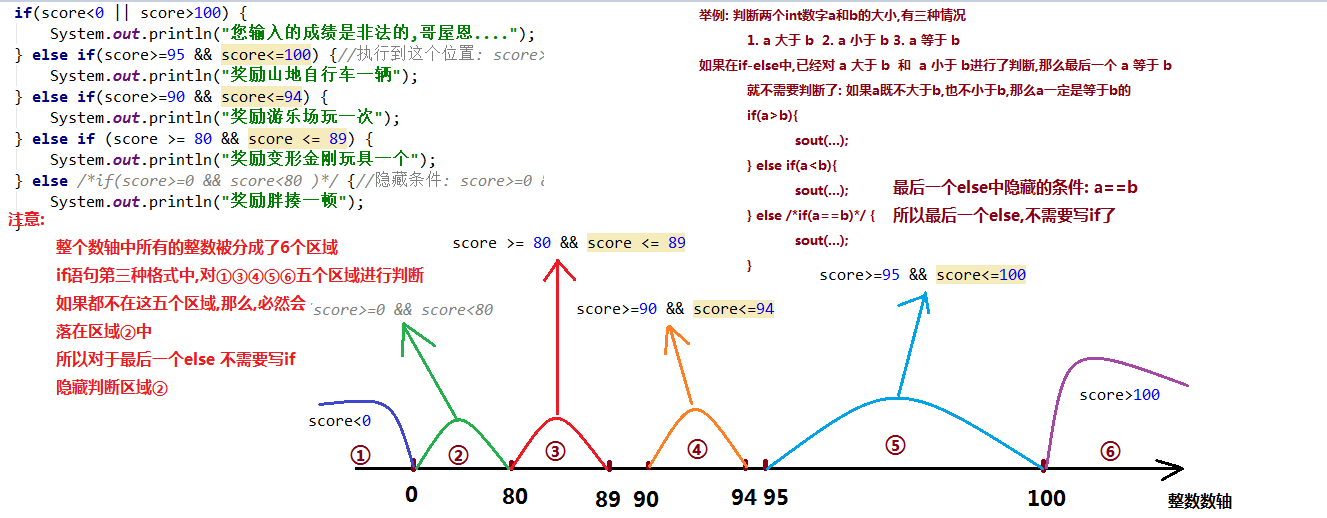 if(score<0 || score>100) {
System.out.println("您输入的成绩是非法的,哥屋恩....");
} else if(score>=95 && score<=100) {//执行到这个位置: score>
System.out.println("奖励山地自行车一辆");
} else if(score>=90 && score<=94) {
System.out.println("奖励游乐场玩一次");
} else if (score >= 80 && score <= 89) {
System.out.println("奖励变形金刚玩具一个");
} else /*if(score>=0 && score<80 )*/ {//隐藏条件: score>=0 &
System.out.println("奖励胖揍一顿");
}
注意:
整个数轴中所有的整数被分成了6个区域
if语句第三种格式中,对①③④⑤⑥五个区域进行判断
如果都不在这五个区域,那么,必然会
落在区域②中
所以对于最后一个else 不需要写if
隐藏判断区域②
举例: 判断两个int数字a和b的大小,有三种情况
1. a 大于 b 2. a 小于 b 3. a 等于 b
如果在if-else中,已经对 a 大于 b 和 a 小于 b进行了判断,那么最后一个 a 等于 b
就不需要判断了: 如果a既不大于b,也不小于b,那么a一定是等于b的
if(a>b){
sout(...);
} else if(a<b){
sout(...);
} else /*if(a==b)*/ {
sout(...);
}
最后一个else中隐藏的条件: a==b
所以最后一个else,不需要写if了
score >= 80 && score <= 89
score>=95 && score<=100
score>=0 && score<80
score>=90 && score<=94
score>100
score<0
① ② ③ ④ ⑤ ⑥
0 80 89 90 94 95 100 整数数轴